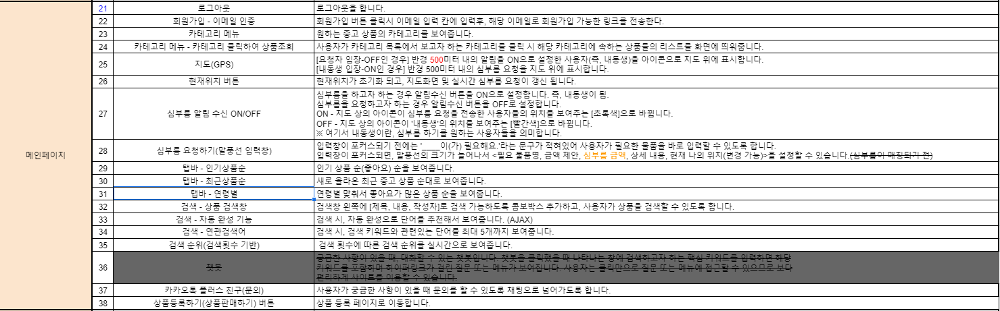 21 로그아웃 로그아웃을 합니다.
22 회원가입 - 이메일 인증 회원가입 버튼 클릭시 이메일 입력 칸에 입력후, 해당 이메일로 회원가입 가능한 링크를 전송한다.
23 카테고리 메뉴 원하는 중고 상품의 카테고리를 보여줍니다.
24 카테고리 메뉴 - 카테고리 클릭하여 상품조회 사용자가 카테고리 목록에서 보고자 하는 카테고리를 클릭 시 해당 카테고리에 속하는 상품들의 리스트를 화면에 띄워줍니다.
25 지도(GPS) [요청자 입장-OFF인 경우] 반경 500미터 내의 알림을 ON으로 설정한 사용자(즉, 내동생)을 아이콘으로 지도 위에 표시합니다.
[내동생 입장-ON인 경우] 반경 500미터 내의 심부름 요청을 지도 위에 표시합니다.
26 현재위치 버튼 현재위치가 초기화 되고, 지도화면 및 실시간 심부름 요청이 갱신 됩니다.
27 심부름 알림 수신 ON/OFF 심부름을 하고자 하는 경우 알림수신 버튼을 ON으로 설정합니다. 즉, 내동생이 됨.
심부름을 요청하고자 하는 경우 알림수신 버튼을 OFF로 설정합니다.
ON - 지도 상의 아이콘이 심부름 요청을 전송한 사용자들의 위치를 보여주는 [초록색]으로 바뀝니다.
OFF - 지도 상의 아이콘이 '내동생'의 위치를 보여주는 [빨간색]으로 바뀝니다.
※ 여기서 내동생이란, 심부름 하기를 원하는 사용자들을 의미합니다.
메인페이지
28 심부름 요청하기(말풍선 입력창) 입력창이 포커스되기 전에는 '____이(가) 필요해요.'라는 문구가 적혀있어 사용자가 필요한 물품을 바로 입력할 수 있도록 합니다.
입력창이 포커스되면, 말풍선의 크기가 늘어나서 <필요 물품명, 금액 제안, 심부름 금액, 상세 내용, 현재 나의 위치(변경 가능)>을 설정할 수 있습니다.(심부름이 매칭되기 전)
29 탭바 - 인기상품순 인기 상품 순(좋아요) 순을 보여줍니다.
30 탭바 - 최근상품순 새로 올라온 최근 중고 상품 순대로 보여줍니다.
31 탭바 - 연령별 연령별 맞춰서 좋아요가 많은 상품 순을 보여줍니다.
32 검색 - 상품 검색창 검색창 왼쪽에 [제목, 내용, 작성자]로 검색 가능하도록 콤보박스 추가하고, 사용자가 상품을 검색할 수 있도록 합니다.
33 검색 - 자동 완성 기능 검색 시, 자동 완성으로 단어를 추천해서 보여줍니다. (AJAX)
34 검색 - 연관검색어 검색 시, 검색 키워드와 관련있는 단어를 최대 5개까지 보여줍니다.
35 검색 순위(검색횟수 기반) 검색 횟수에 따른 검색 순위를 실시간으로 보여줍니다.
36 챗봇 궁금한 사항이 있을 때, 대화할 수 있는 챗봇입니다. 챗봇을 클릭했을 때 나타나는 창에 검색하고자 하는 핵심 키워드를 입력하면 해당
키워드를 포함하며 하이퍼링크가 걸린 질문 또는 메뉴가 보여집니다. 사용자는 클릭만으로 질문 또는 메뉴에 접근할 수 있으므로 보다
편리하게 사이트를 이용할 수 있습니다.
37 카카오톡 플러스 친구(문의) 사용자가 궁금한 사항이 있을 때 문의를 할 수 있도록 채팅으로 넘어가도록 합니다.
38 상품등록하기(상품판매하기) 버튼 상품 등록 페이지로 이동합니다.